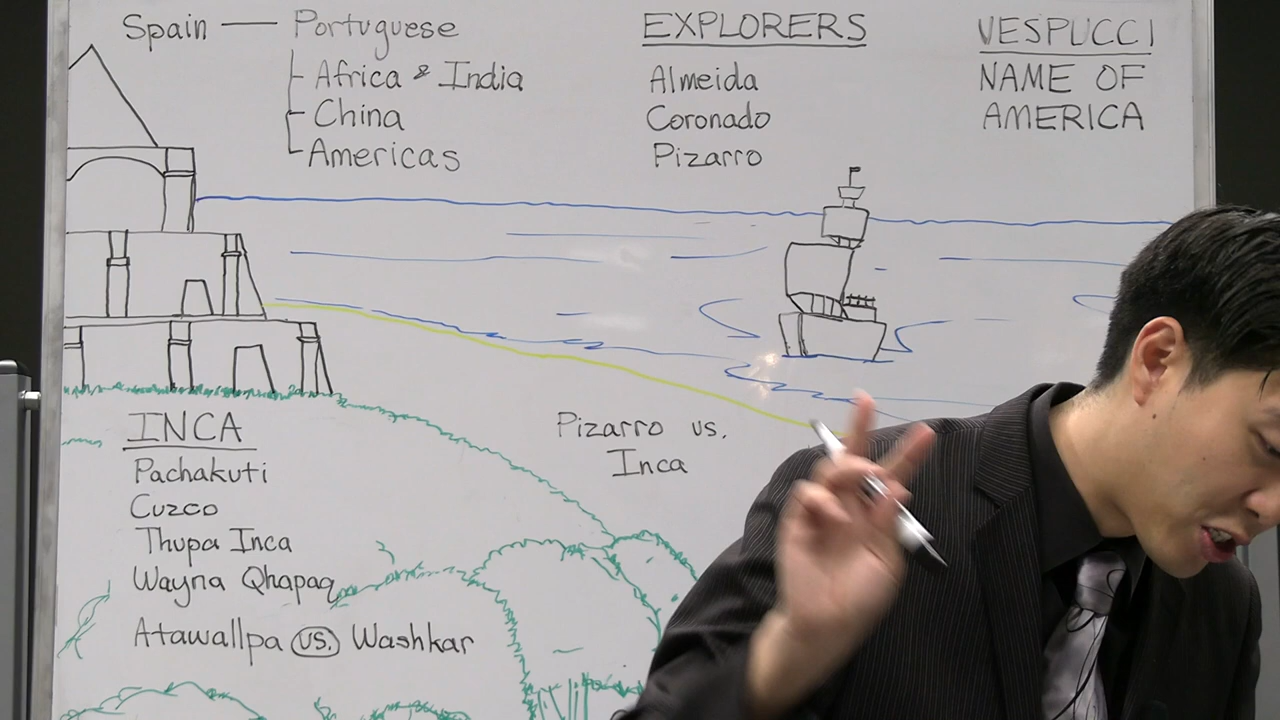 Spain — Portuguese
Africa & India
China
Americas
EXPLORERS
Almeida
Coronado
Pizarro
VESPUCCI
NAME OF
AMERICA
INCA
Pachakuti
Cuzco
Thupa Inca
Wayna Qhapaq
Atawallpa vs. Washkar
Pizarro vs.
Inca